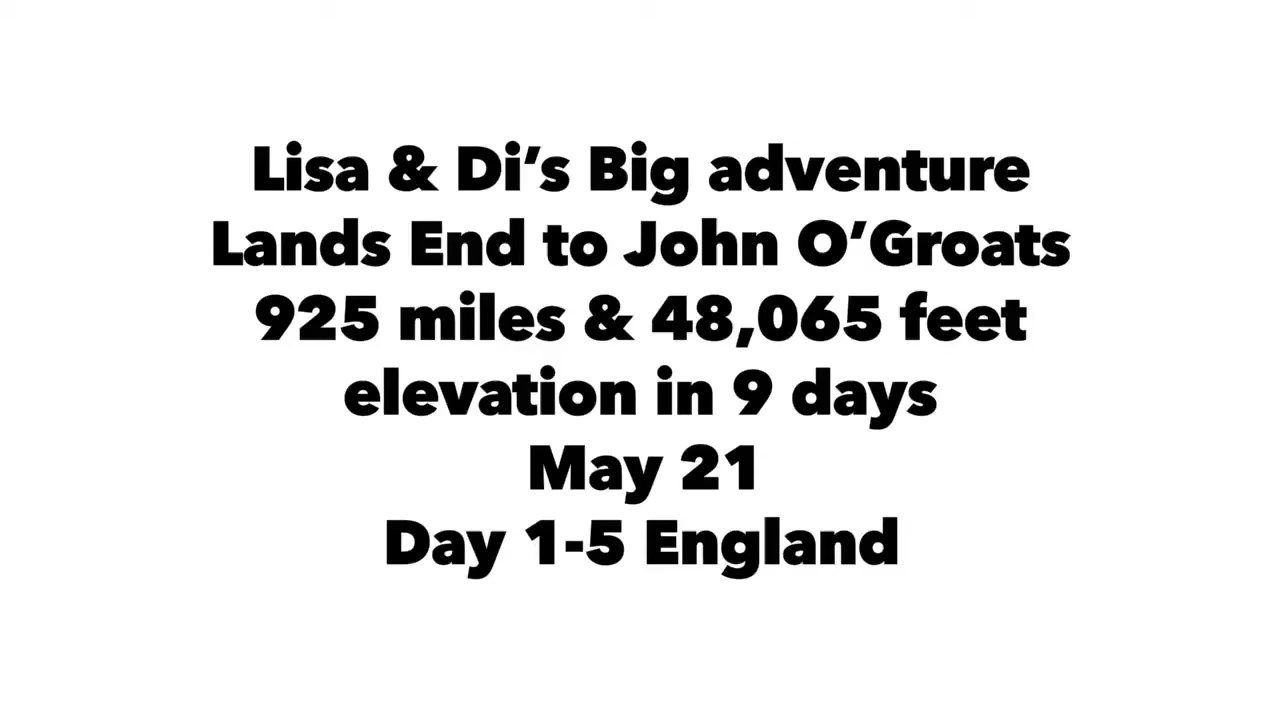 Lisa & Di’s Big adventure
Lands End to John O’Groats
925 miles & 48,065 feet
elevation in 9 days
May 21
Day 1-5 England